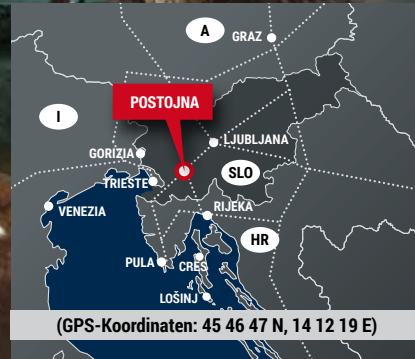 A
GRAZ
POSTOJNA
I
LJUBLJANA
GORIZIA
SLO
TRIESTE
VENEZIA
RIJEKA
HR
PULA
CRES
LOŠINJ
(GPS-Koordinaten: 45 46 47 N, 14 12 19 E)